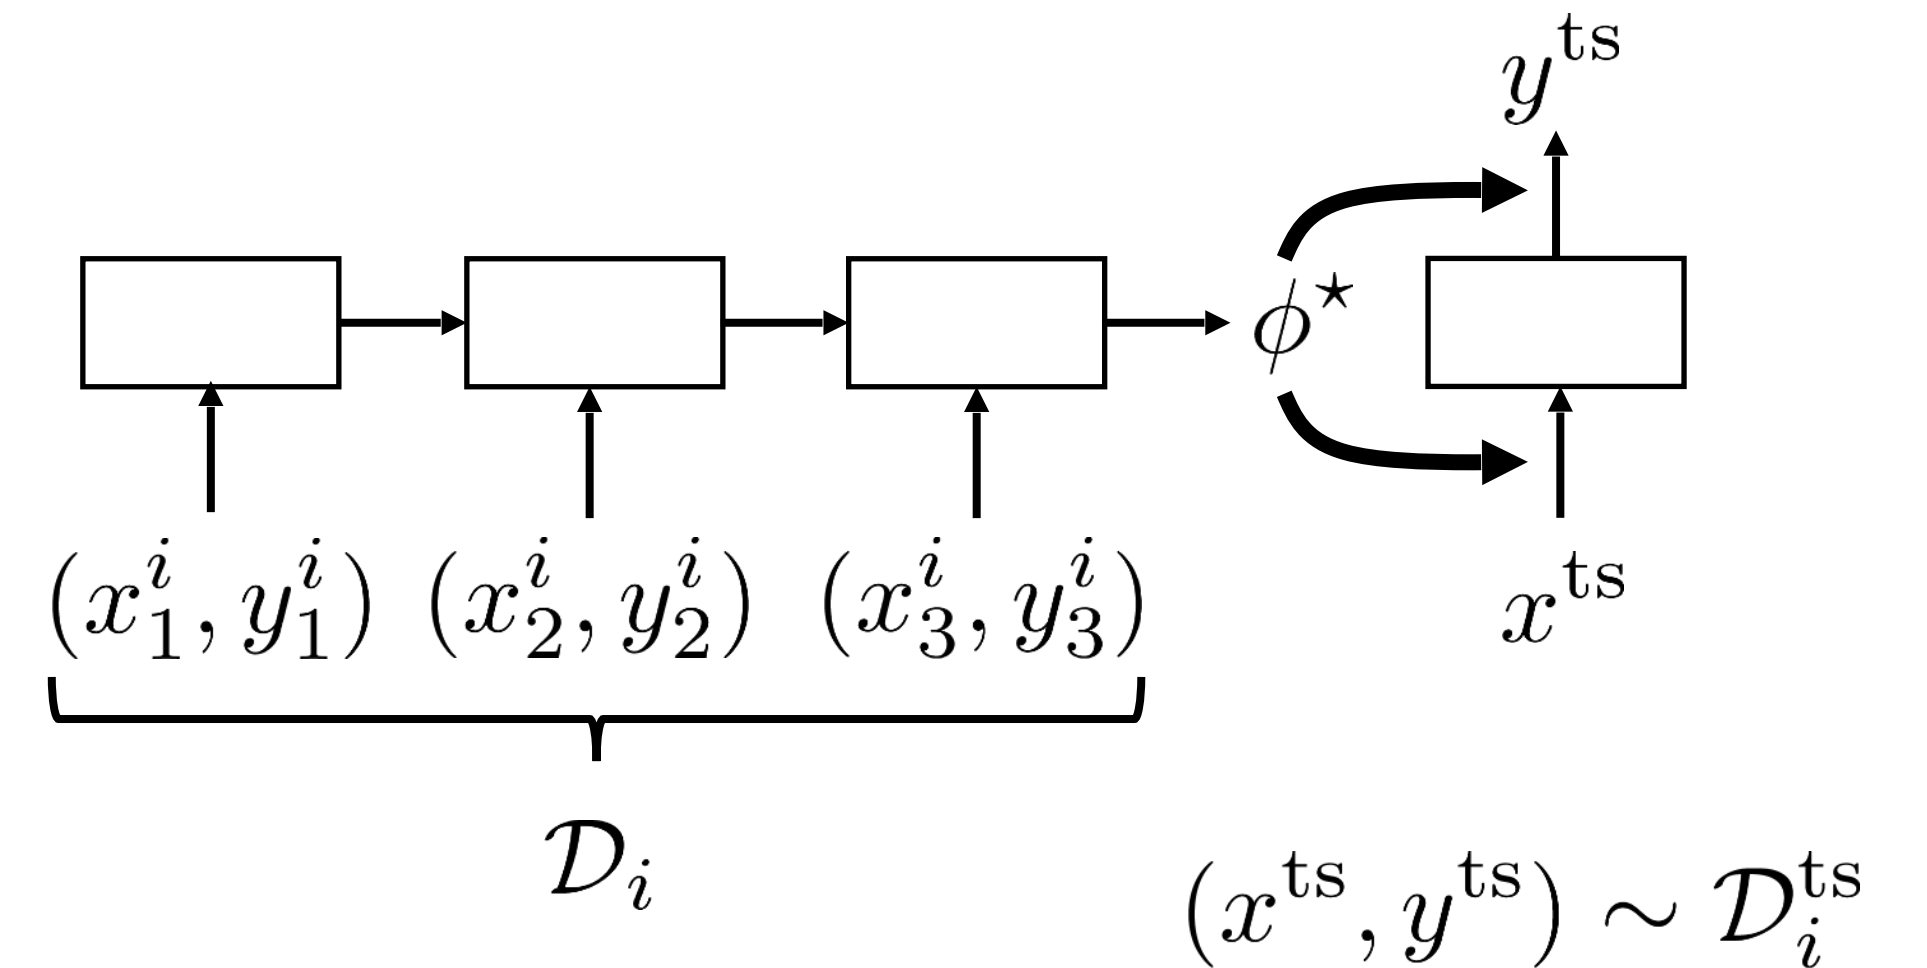 y^ts
ϕ^⋆
(x_1^i, y_1^i) (x_2^i, y_2^i) (x_3^i, y_3^i) x^ts
𝒟_i
(x^ts, y^ts) ∼ 𝒟_i^ts